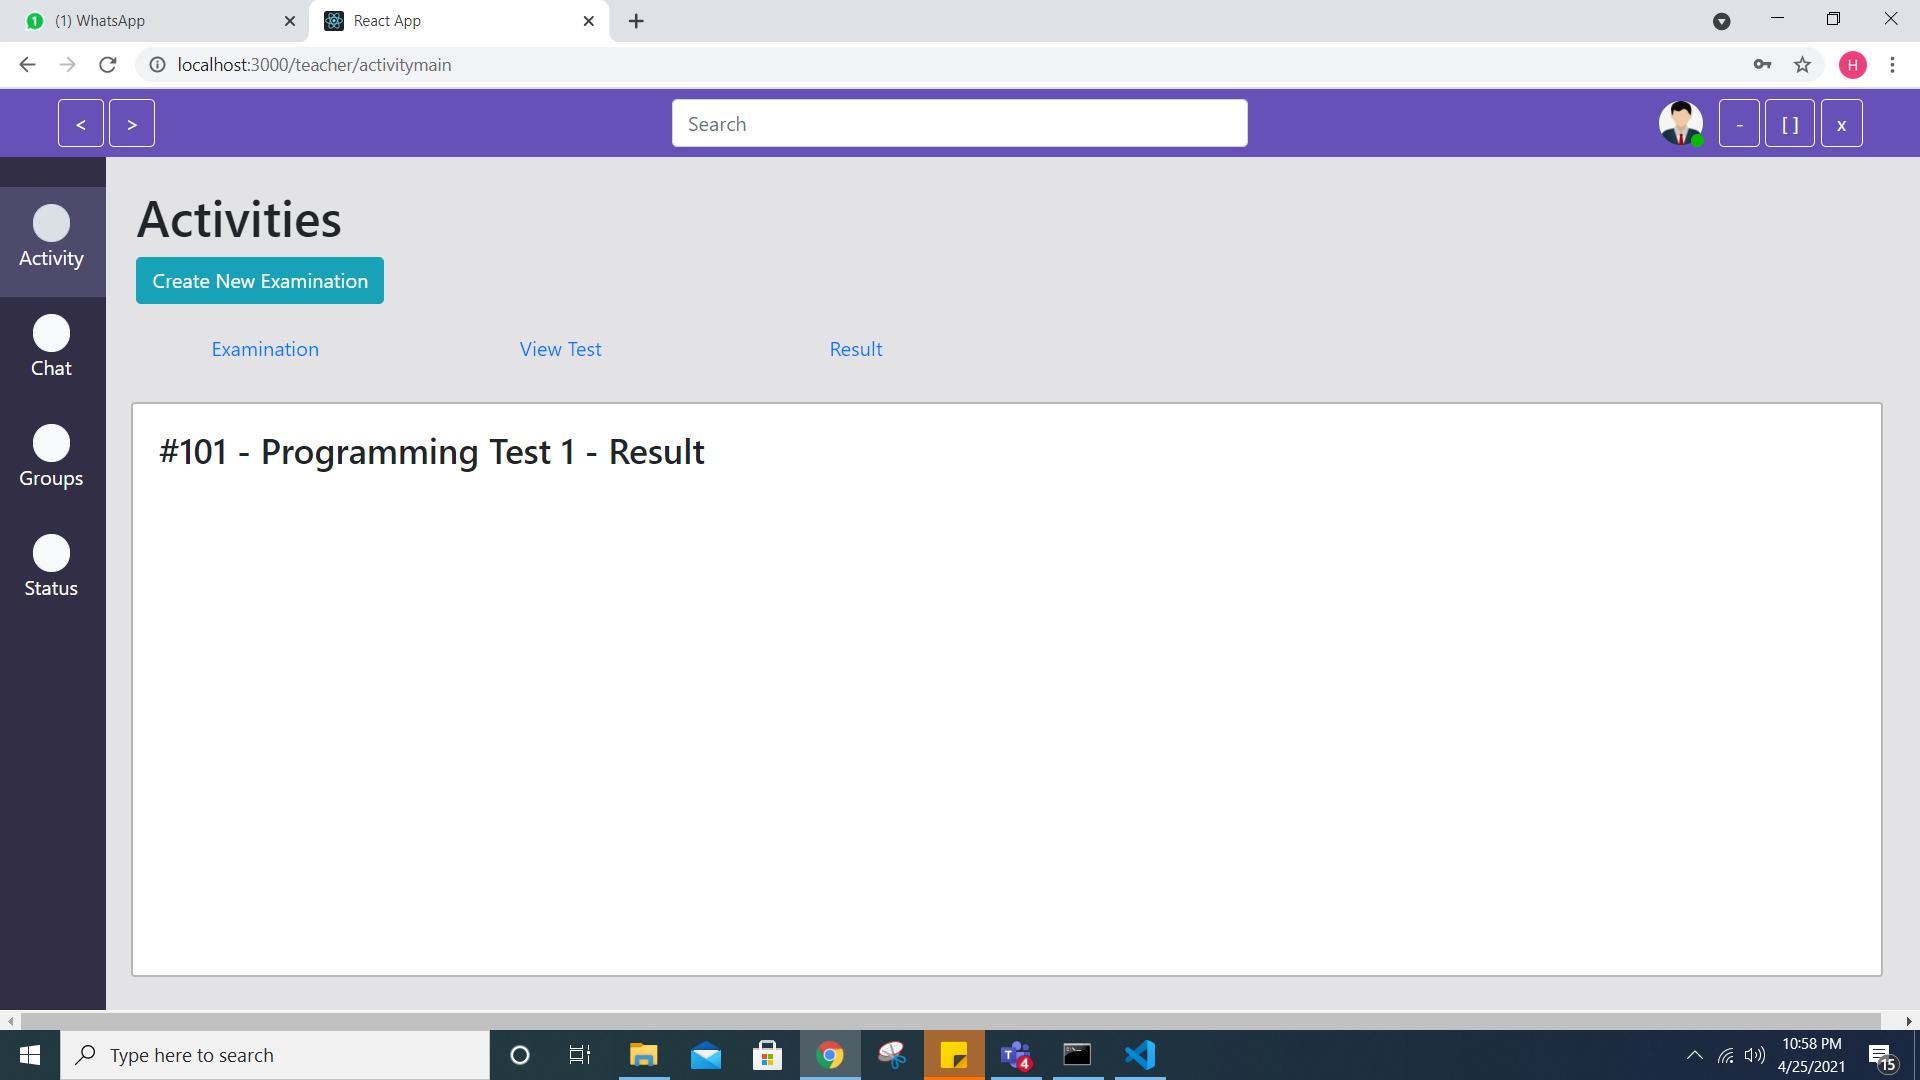 (1) WhatsApp
React App
localhost:3000/teacher/activitymain
H
< >
Search
- [ ] x
Activities
Activity
Create New Examination
Examination View Test Result
Chat
#101 - Programming Test 1 - Result
Groups
Status
Type here to search
4
10:58 PM
4/25/2021
15